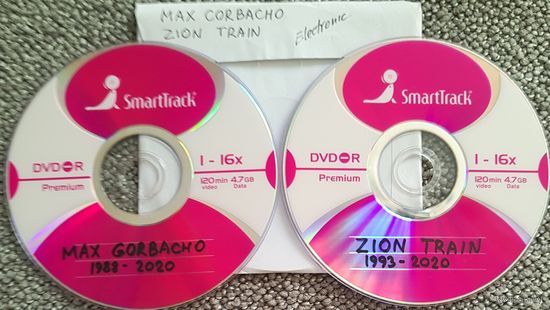 MAX CORBACHO
ZION TRAIN
Electronic
SmartTrack®
DVD-R
1 - 16x
Premium
120min 4.7GB
video Data
MAX GORBACHO
1988 - 2020
SmartTrack®
DVD-R
1 - 16x
Premium
120min 4.7GB
video Data
ZION TRAIN
1993-2020